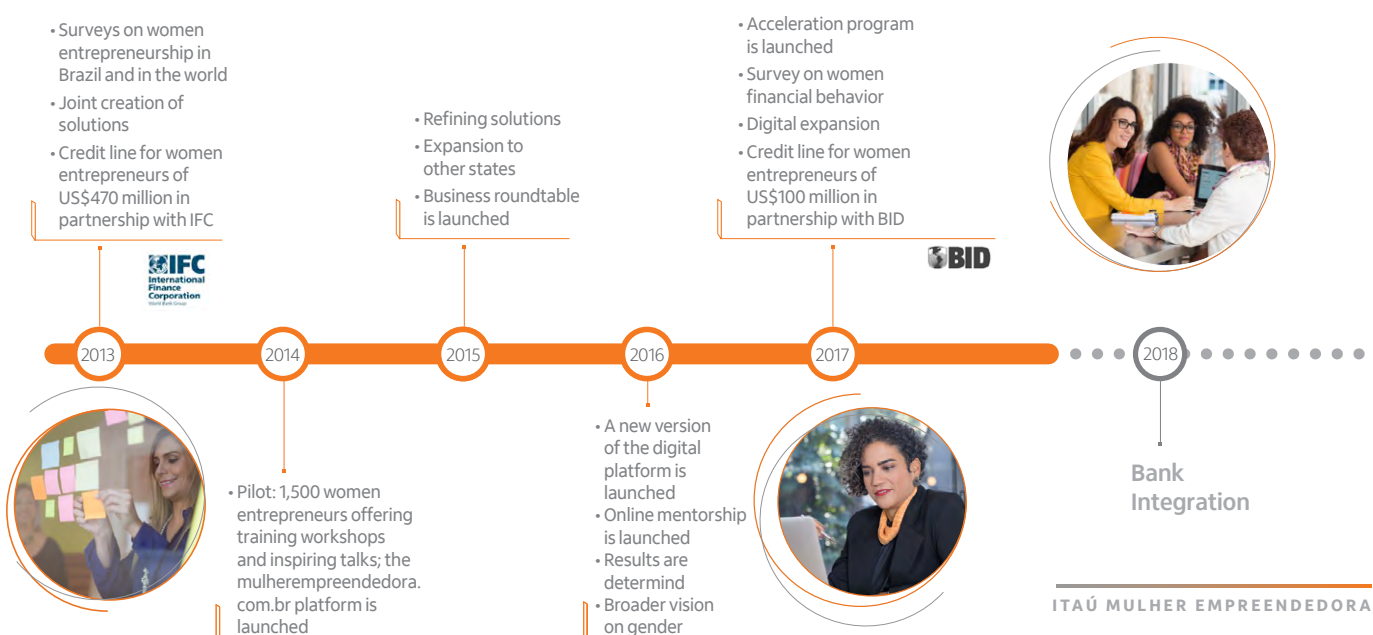 • Surveys on women
entrepreneurship in
Brazil and in the world
• Joint creation of
solutions
• Credit line for women
entrepreneurs of
US$470 million in
partnership with IFC
IFC
International
Finance
Corporation
World Bank Group
• Refining solutions
• Expansion to
other states
• Business roundtable
is launched
• Acceleration program
is launched
• Survey on women
financial behavior
• Digital expansion
• Credit line for women
entrepreneurs of
US$100 million in
partnership with BID
BID
2013
2014
2015
2016
2017
2018
• Pilot: 1,500 women
entrepreneurs offering
training workshops
and inspiring talks; the
mulherempreendedora.
com.br platform is
launched
• A new version
of the digital
platform is
launched
• Online mentorship
is launched
• Results are
determind
• Broader vision
on gender
Bank
Integration
ITAÚ MULHER EMPREENDEDORA